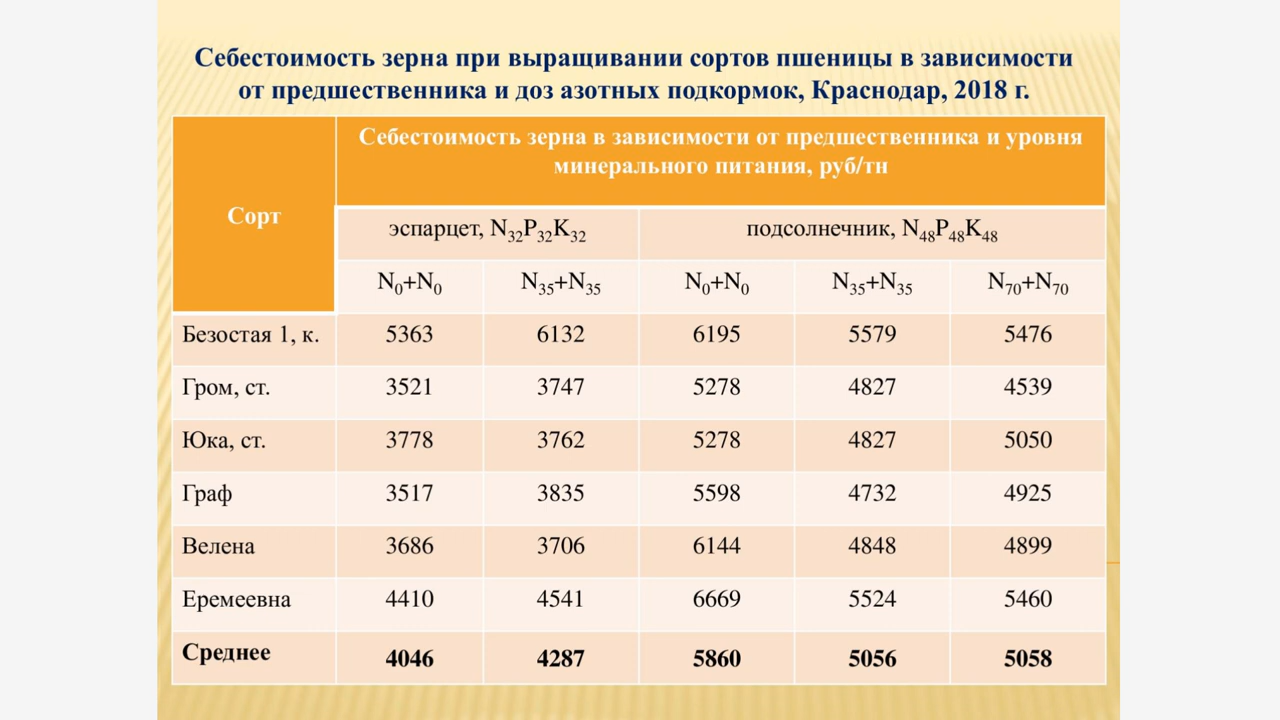 Себестоимость зерна при выращивании сортов пшеницы в зависимости
от предшественника и доз азотных подкормок, Краснодар, 2018 г.
Сорт
Себестоимость зерна в зависимости от предшественника и уровня
минерального питания, руб/тн
эспарцет, N32P32K32 подсолнечник, N48P48K48
N0+N0 N35+N35 N0+N0 N35+N35 N70+N70
Безостая 1, к. 5363 6132 6195 5579 5476
Гром, ст. 3521 3747 5278 4827 4539
Юка, ст. 3778 3762 5278 4827 5050
Граф 3517 3835 5598 4732 4925
Велена 3686 3706 6144 4848 4899
Еремеевна 4410 4541 6669 5524 5460
Среднее 4046 4287 5860 5056 5058